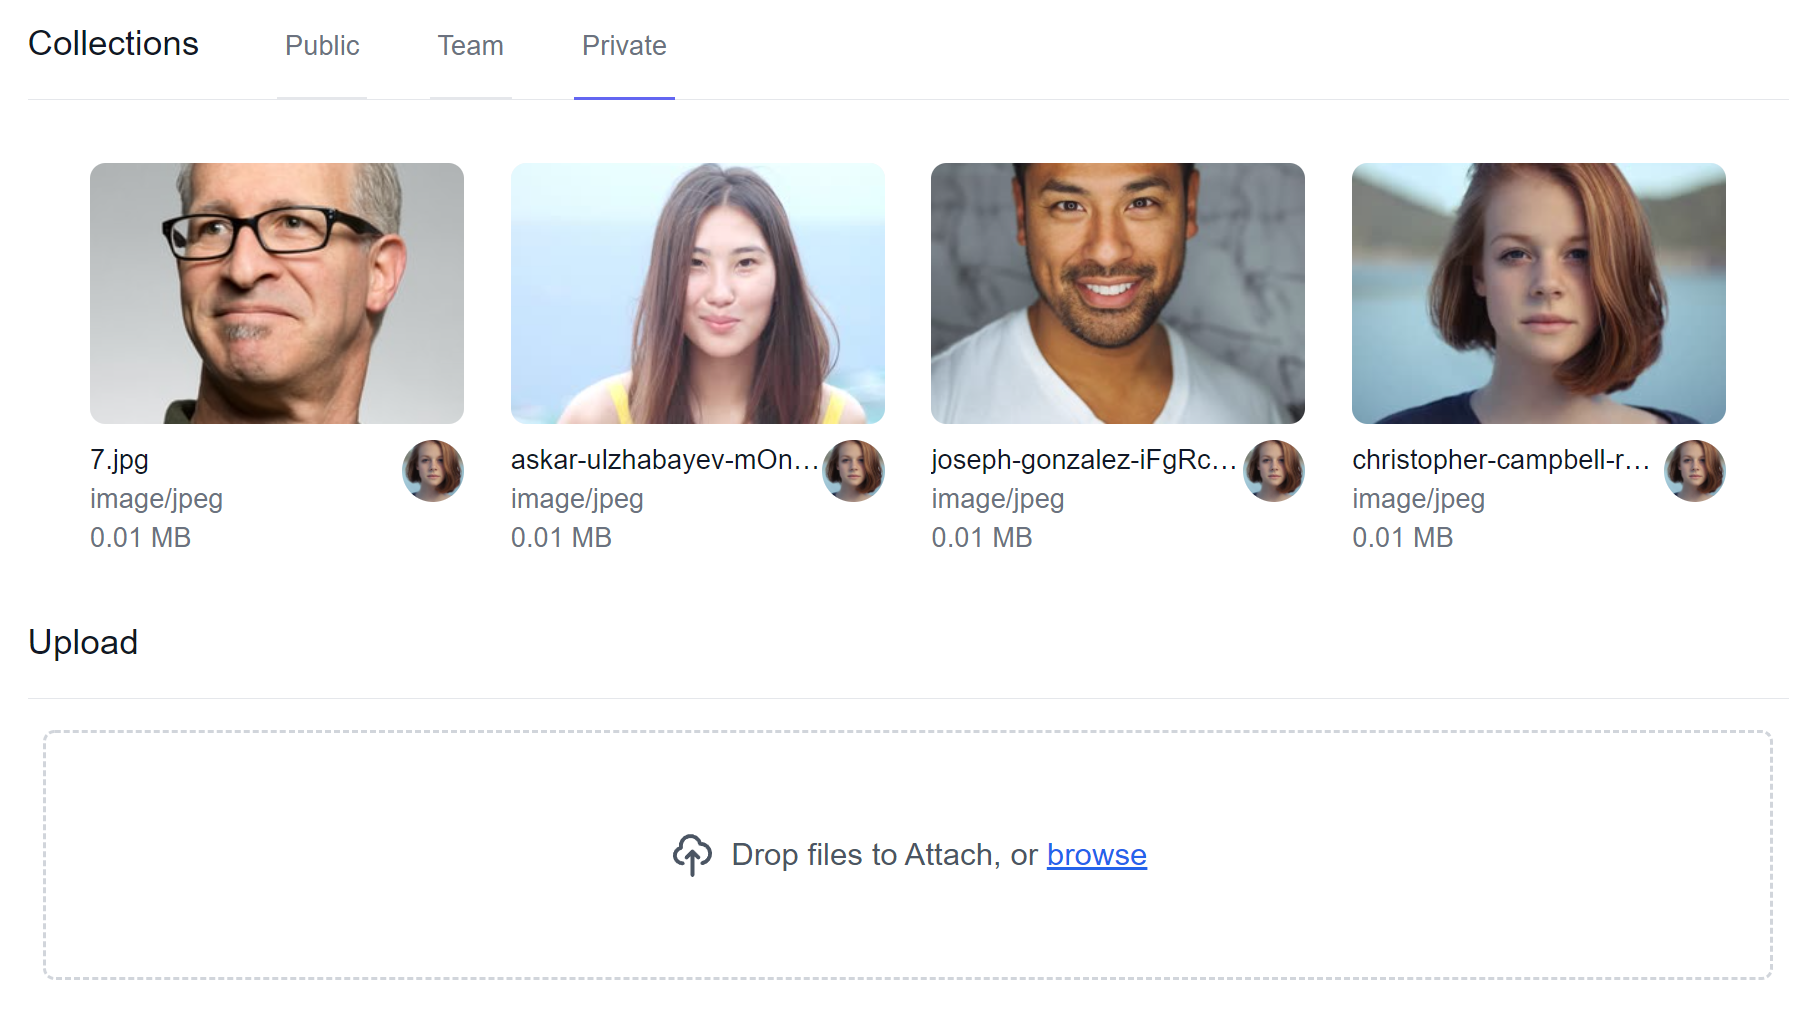 Collections Public Team Private
7.jpg
image/jpeg
0.01 MB
askar-ulzhabayev-mOn...
image/jpeg
0.01 MB
joseph-gonzalez-iFgRc...
image/jpeg
0.01 MB
christopher-campbell-r...
image/jpeg
0.01 MB
Upload
Drop files to Attach, or browse